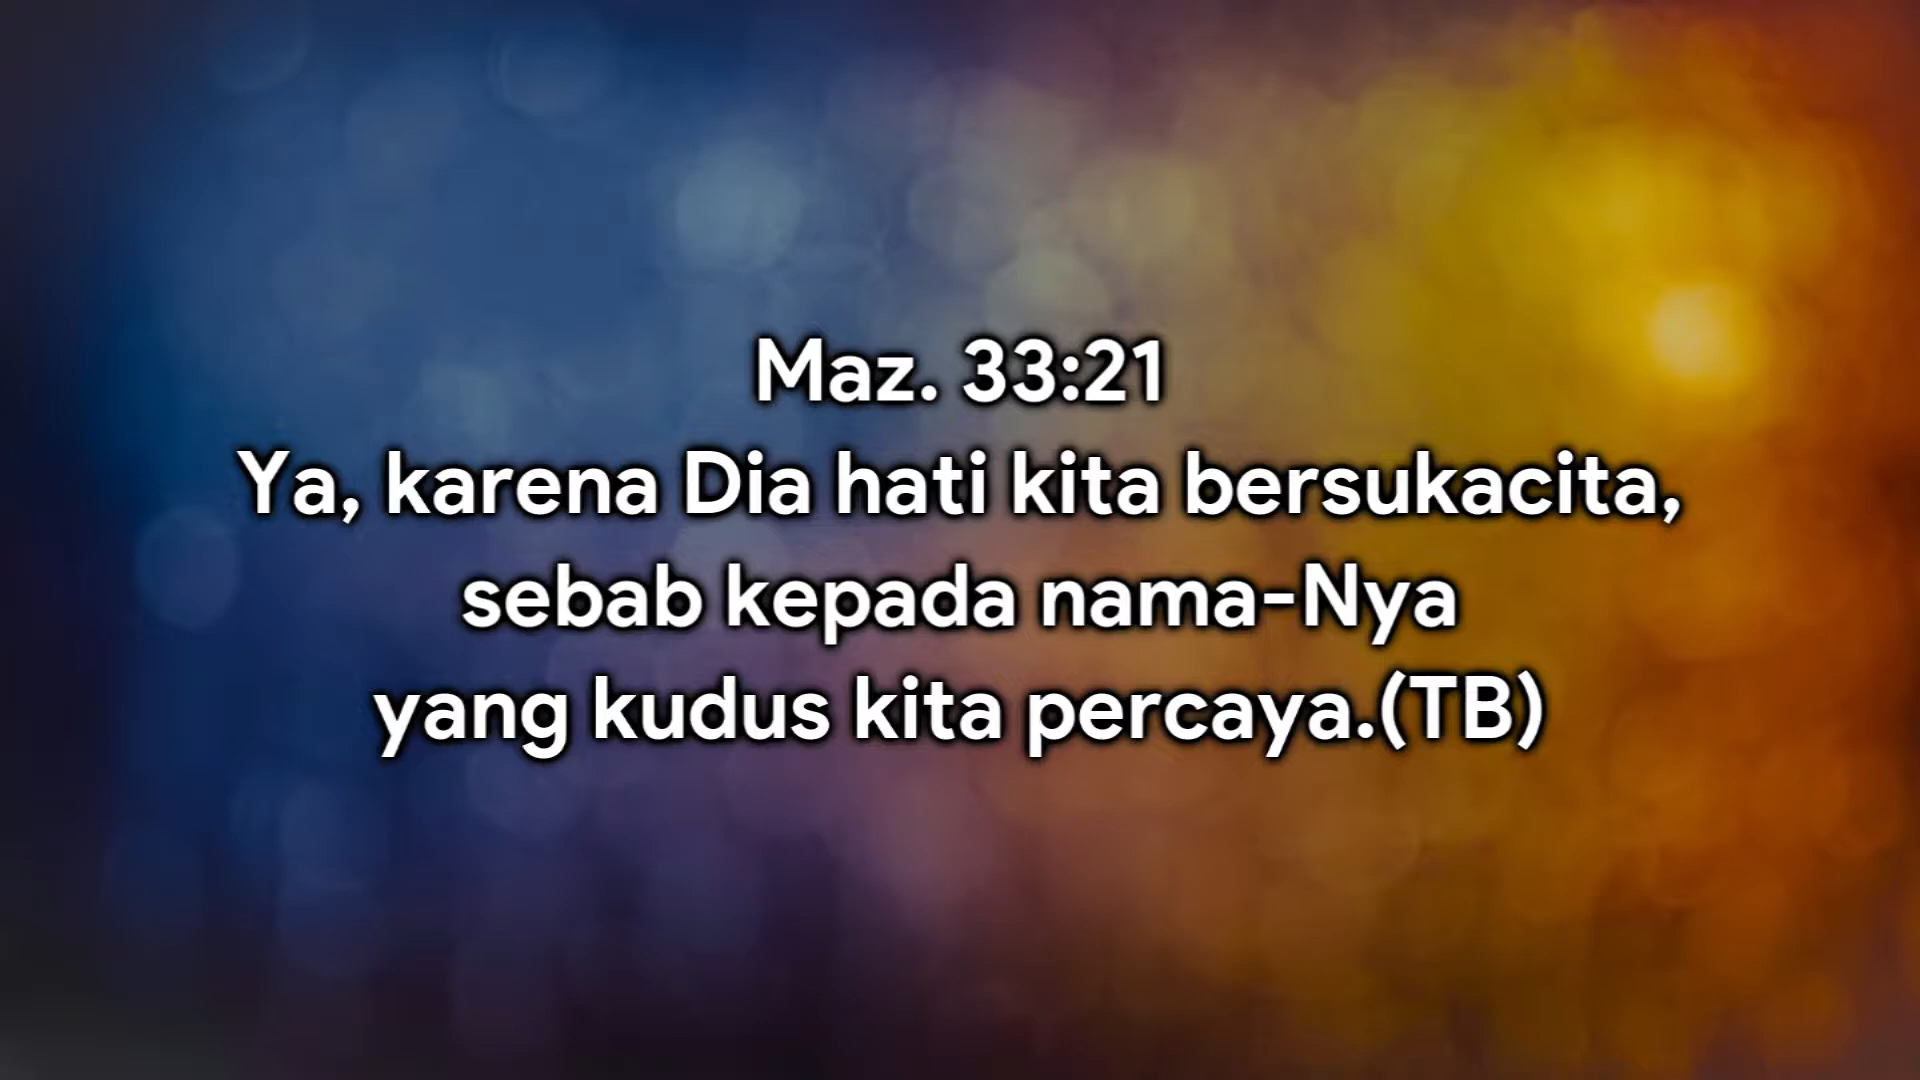 Maz. 33:21
Ya, karena Dia hati kita bersukacita,
sebab kepada nama-Nya
yang kudus kita percaya.(TB)